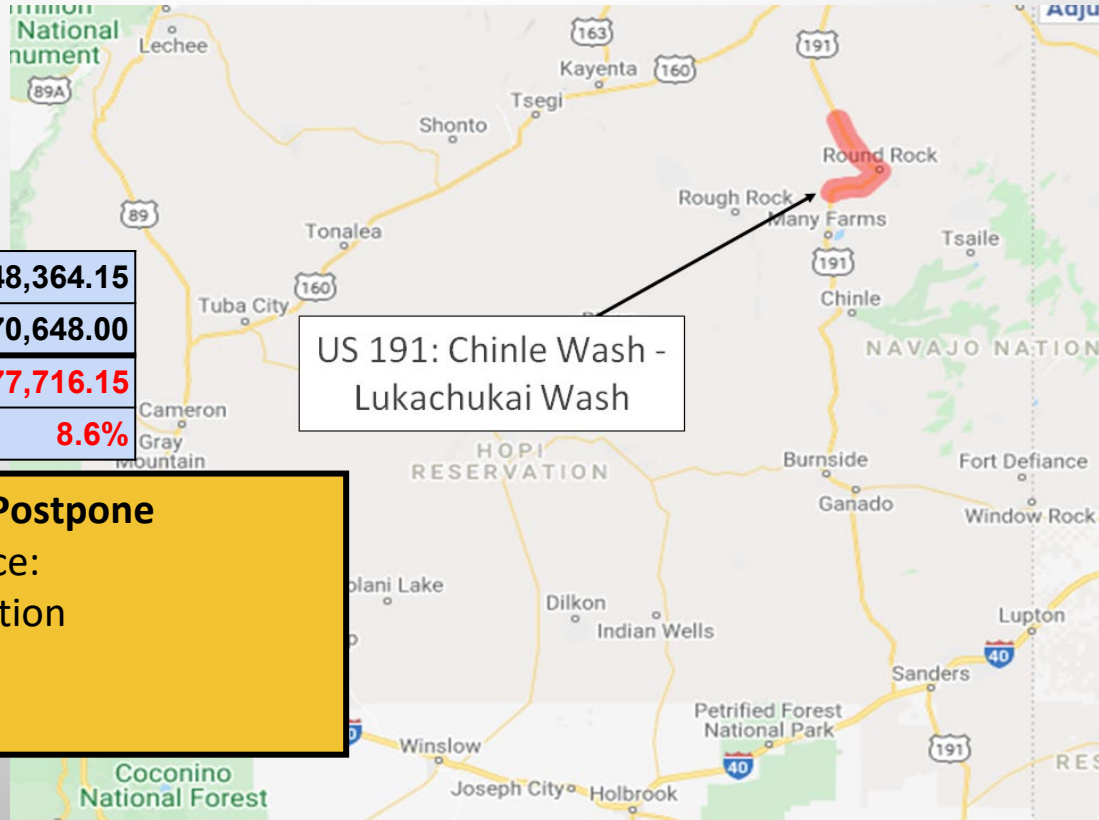 National
Lechee
89A
163
Kayenta
160
191
Tsegi
Shonto
Round Rock
Rough Rock
Many Farms
89
Tonalea
Tsaile
191
160
Tuba City
Chinle
48,364.15
70,648.00
77,716.15
8.6%
US 191: Chinle Wash -
Lukachukai Wash
NAVAJO NATION
Cameron
Gray
Mountain
HOPI
RESERVATION
Burnside
Fort Defiance
Ganado
Window Rock
Postpone
ce:
tion
olani Lake
Dilkon
Indian Wells
Lupton
40
Sanders
Petrified Forest
National Park
191
Winslow
40
RES
Coconino
National Forest
Joseph City
Holbrook